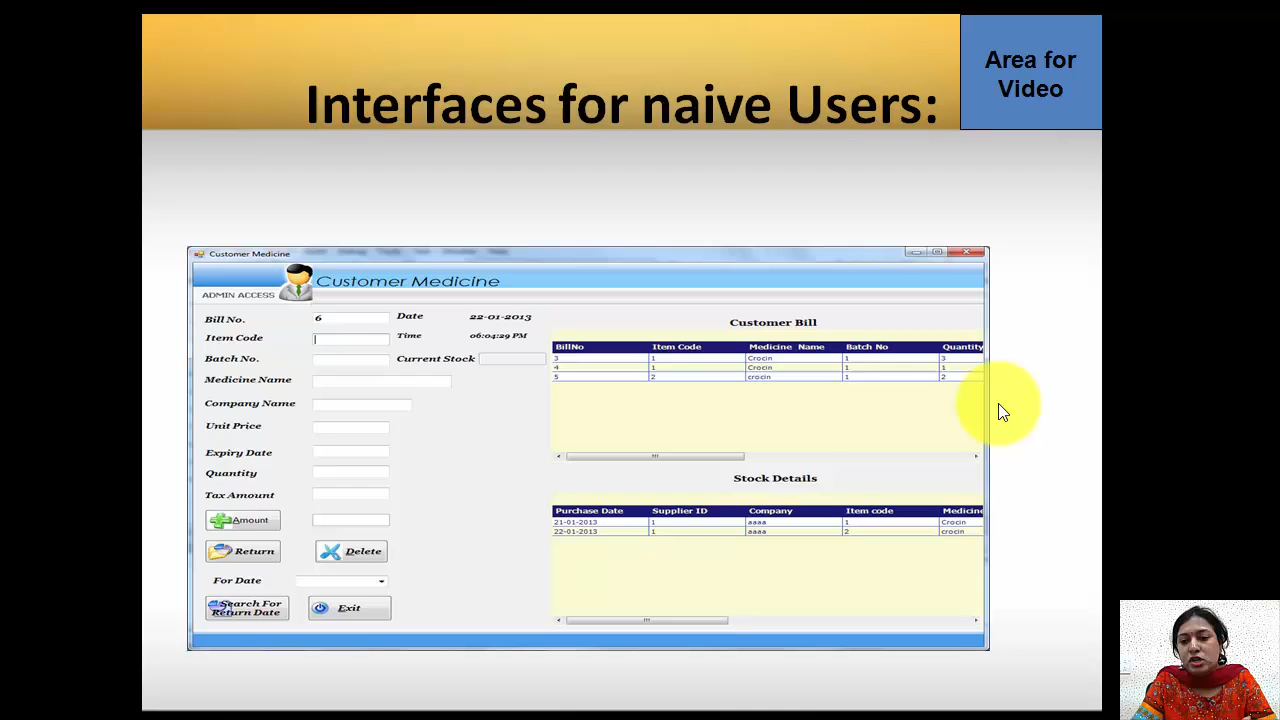 Area for
Video
Interfaces for naive Users:
Customer Medicine
Customer Medicine
ADMIN ACCESS
Bill No. 6 Date 22-01-2013
Item Code Time 06:04:29 PM
Batch No. Current Stock
Medicine Name
Company Name
Unit Price
Expiry Date
Quantity
Tax Amount
Amount
Return Delete
For Date
Search For
Return Date
Exit
Customer Bill
BillNo Item Code Medicine Name Batch No Quantity
3 1 Crocin 1 3
4 1 Crocin 1 1
5 2 crocin 1 2
Stock Details
Purchase Date Supplier ID Company Item code Medicin
21-01-2013 1 aaaa 1 Crocin
22-01-2013 1 aaaa 2 crocin